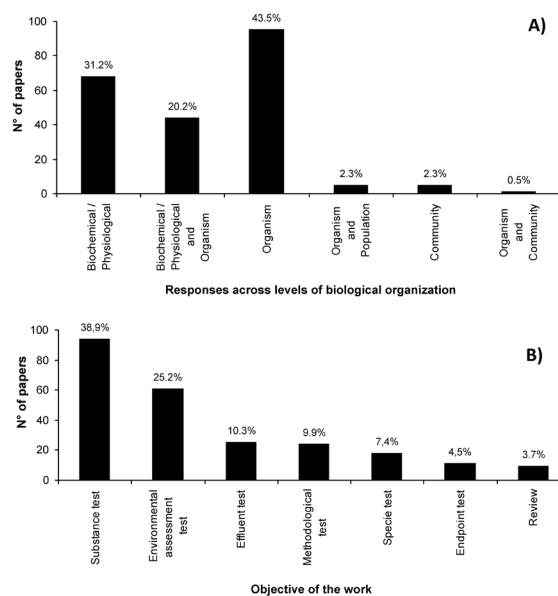 A)
N° of papers
100
80
60
40
20
0
31.2%
20.2%
43.5%
2.3%
2.3%
0.5%
Biochemical /
Physiological
Biochemical /
Physiological
and
Organism
Organism
Organism
and
Population
Community
Organism
and
Community
Responses across levels of biological organization
B)
N° of papers
100
80
60
40
20
0
38,9%
25.2%
10.3%
9.9%
7,4%
4,5%
3.7%
Substance test
Environmental
assessment
test
Effluent test
Methodological
test
Specie test
Endpoint test
Review
Objective of the work